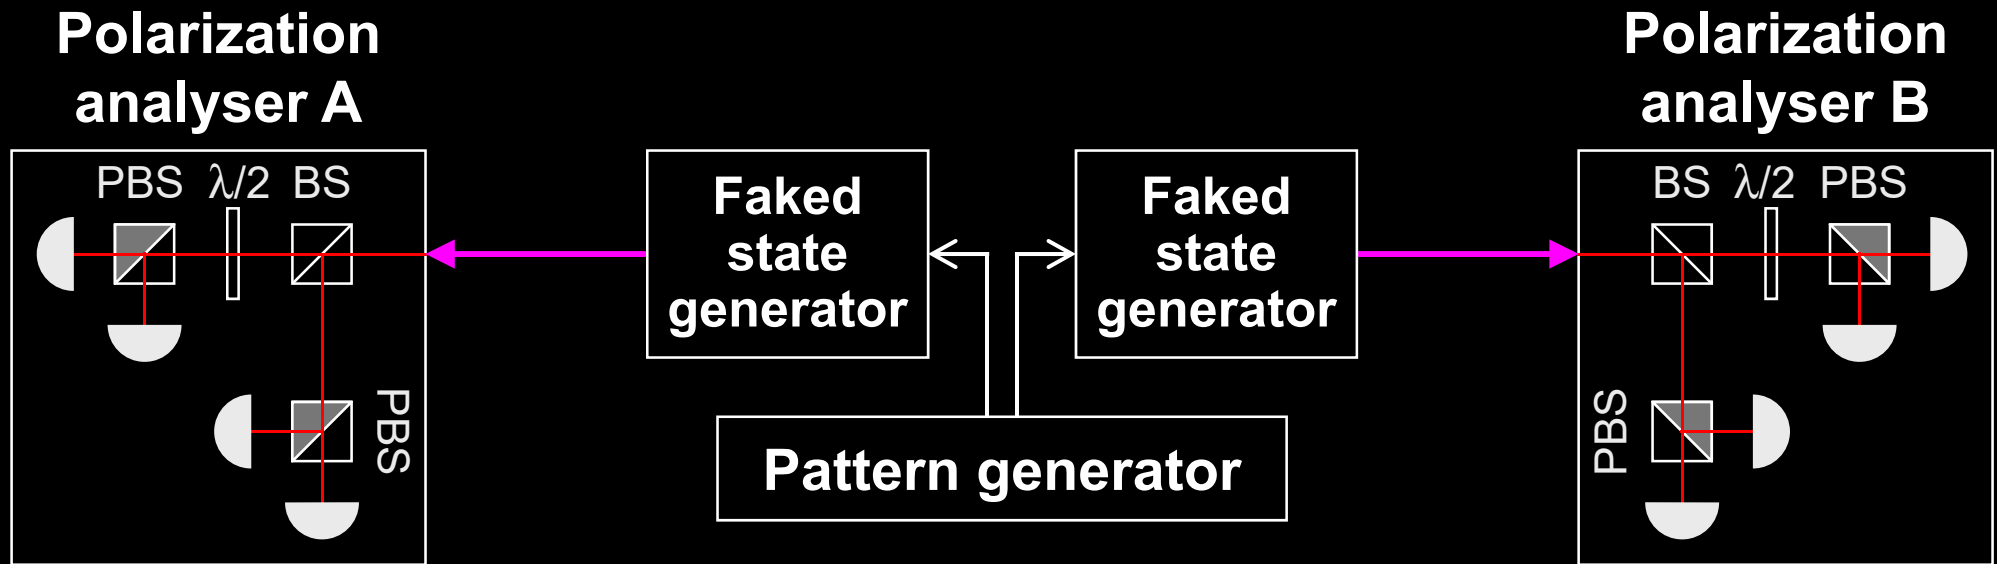 Polarization
analyser A
Polarization
analyser B
PBS λ/2 BS
PBS
Faked
state
generator
Faked
state
generator
BS λ/2 PBS
PBS
Pattern generator